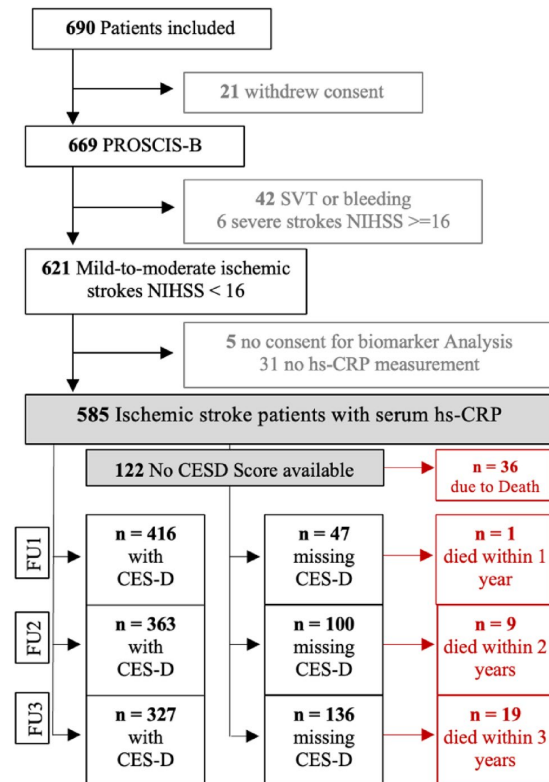 690 Patients included
21 withdrew consent
669 PROSCIS-B
42 SVT or bleeding
6 severe strokes NIHSS >=16
621 Mild-to-moderate ischemic
strokes NIHSS < 16
5 no consent for biomarker Analysis
31 no hs-CRP measurement
585 Ischemic stroke patients with serum hs-CRP
122 No CESD Score available
n = 36
due to Death
FU1
n = 416
with
CES-D
n = 47
missing
CES-D
n = 1
died within 1
year
FU2
n = 363
with
CES-D
n = 100
missing
CES-D
n = 9
died within 2
years
FU3
n = 327
with
CES-D
n = 136
missing
CES-D
n = 19
died within 3
years